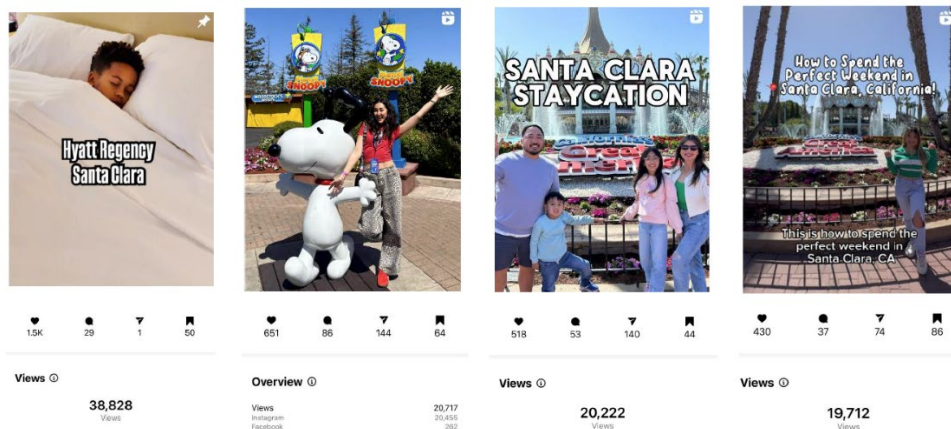 Hyatt Regency
Santa Clara
1.5K
29
1
50
Views
38,828
Views
SNOOPY
SNOOPY
651
86
144
64
Overview
Views
20,717
Instagram
20,455
Facebook
262
SANTA CLARA
STAYCATION
518
53
140
44
Views
20,222
Views
How to Spend the
Perfect Weekend in
Santa Clara, California!
This is how to spend the
perfect weekend in
Santa Clara, CA
430
37
74
86
Views
19,712
Views